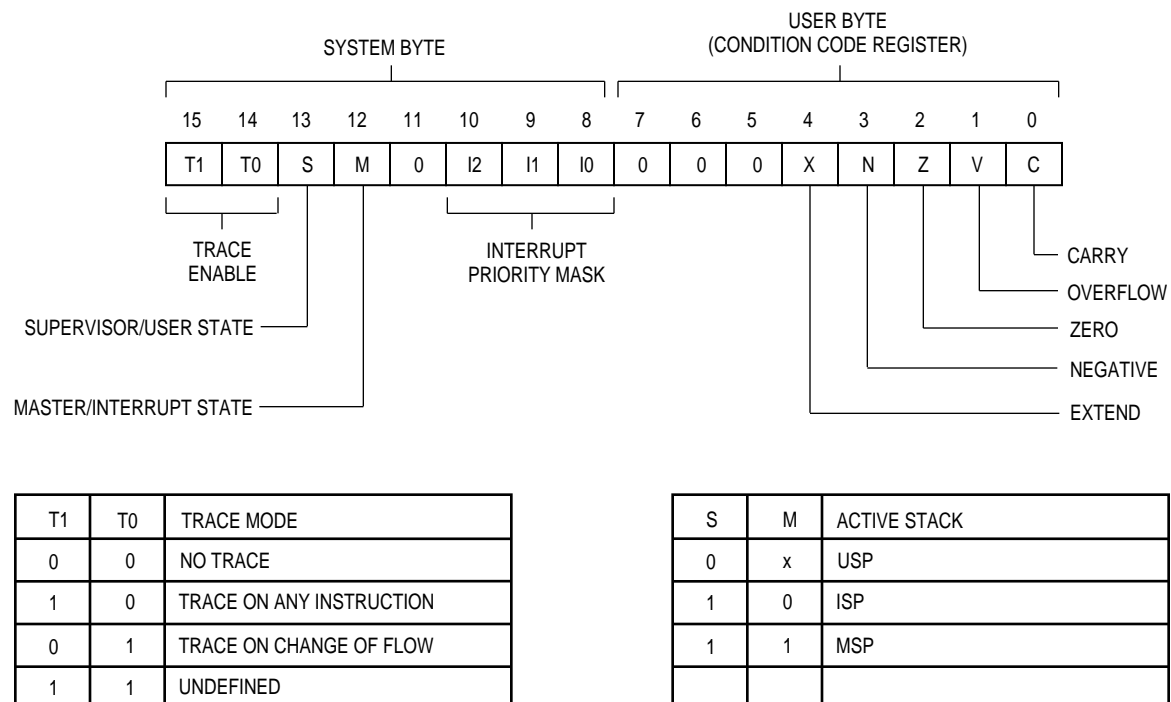 USER BYTE
(CONDITION CODE REGISTER)
SYSTEM BYTE
15 14 13 12 11 10 9 8 7 6 5 4 3 2 1 0
T1 T0 S M 0 I2 I1 I0 0 0 0 X N Z V C
TRACE
ENABLE
INTERRUPT
PRIORITY MASK
CARRY
OVERFLOW
SUPERVISOR/USER STATE
ZERO
NEGATIVE
MASTER/INTERRUPT STATE
EXTEND
T1 T0 TRACE MODE
0 0 NO TRACE
1 0 TRACE ON ANY INSTRUCTION
0 1 TRACE ON CHANGE OF FLOW
1 1 UNDEFINED
S M ACTIVE STACK
0 x USP
1 0 ISP
1 1 MSP